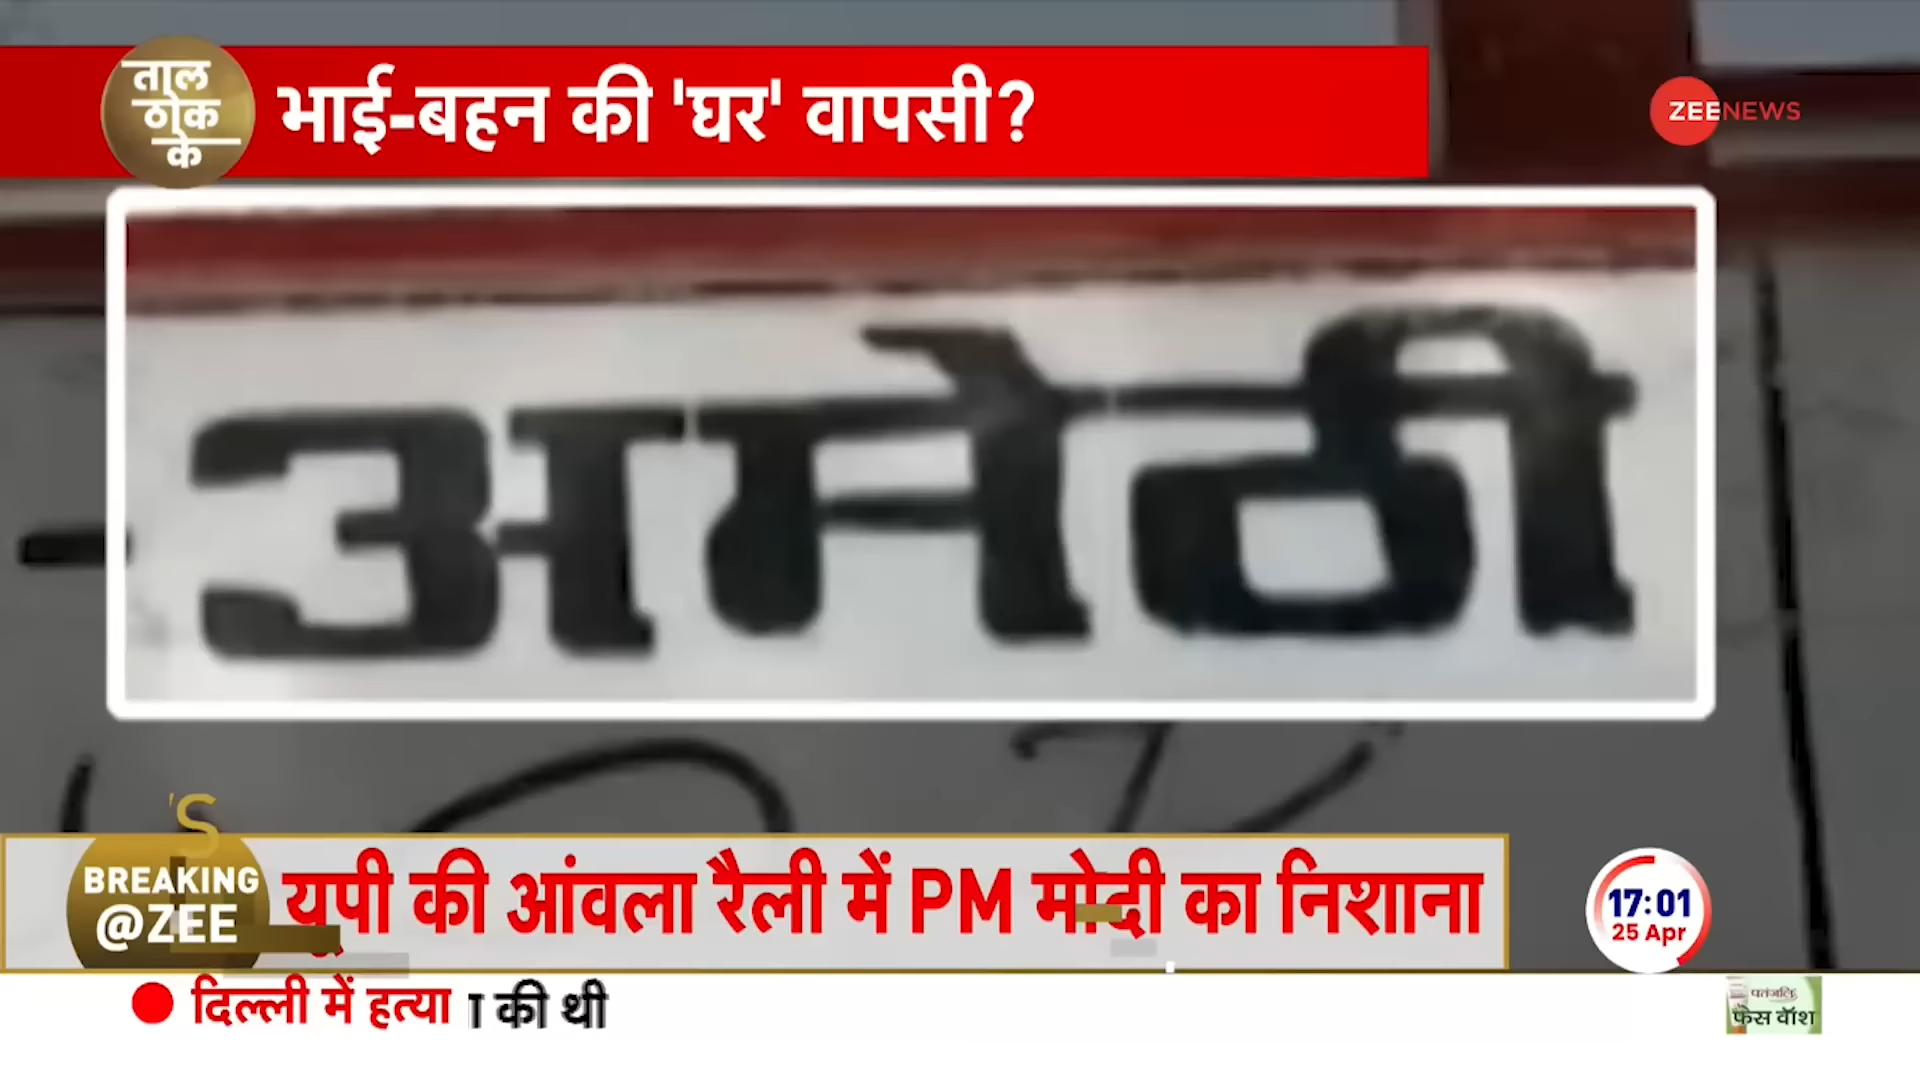 ताल
ठोक
के
भाई-बहन की 'घर' वापसी?
ZEENEWS
अमेठी
BREAKING
@ZEE
यूपी की आंवला रैली में PM मोदी का निशाना
17:01
25 Apr
दिल्ली में हत्या
की थी
पतंजलि
फेस वॉश